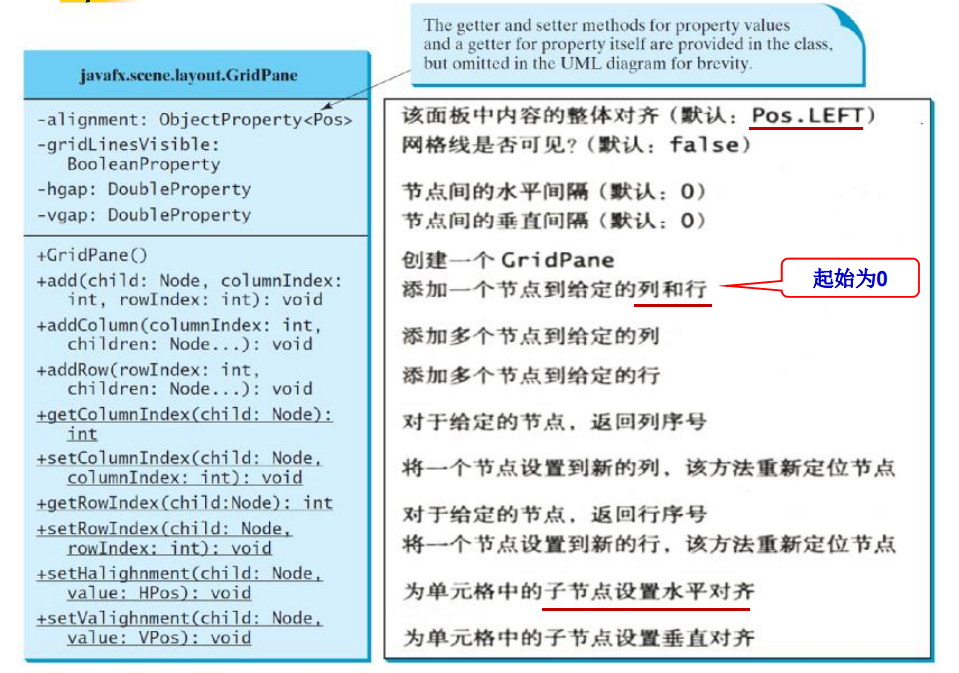 The getter and setter methods for property values
and a getter for property itself are provided in the class,
but omitted in the UML diagram for brevity.
javafx.scene.layout.GridPane
-alignment: ObjectProperty<Pos>
-gridLinesVisible:
BooleanProperty
-hgap: DoubleProperty
-vgap: DoubleProperty
+GridPane()
+add(child: Node, columnIndex:
int, rowIndex: int): void
+addColumn(columnIndex: int,
children: Node...): void
+addRow(rowIndex: int,
children: Node...): void
+getColumnIndex(child: Node):
int
+setColumnIndex(child: Node,
columnIndex: int): void
+getRowIndex(child:Node): int
+setRowIndex(child: Node,
rowIndex: int): void
+setHalighnment(child: Node,
value: HPos): void
+setValighnment(child: Node,
value: VPos): void
该面板中内容的整体对齐（默认：Pos.LEFT）
网格线是否可见?（默认：false）
节点间的水平间隔（默认：0）
节点间的垂直间隔（默认：0）
创建一个 GridPane
添加一个节点到给定的列和行
起始为0
添加多个节点到给定的列
添加多个节点到给定的行
对于给定的节点，返回列序号
将一个节点设置到新的列，该方法重新定位节点
对于给定的节点，返回行序号
将一个节点设置到新的行，该方法重新定位节点
为单元格中的子节点设置水平对齐
为单元格中的子节点设置垂直对齐